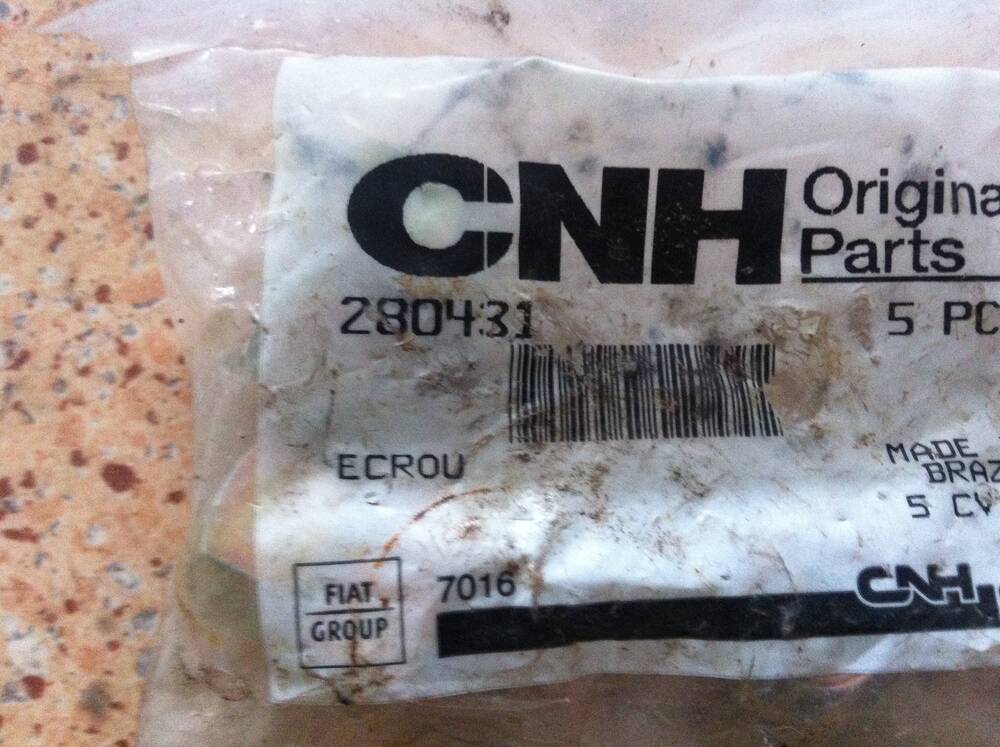 CNH Origina
Parts
280431 5 PC
ECROU
MADE
BRAZ
5 CV
FIAT
GROUP
7016
CNH